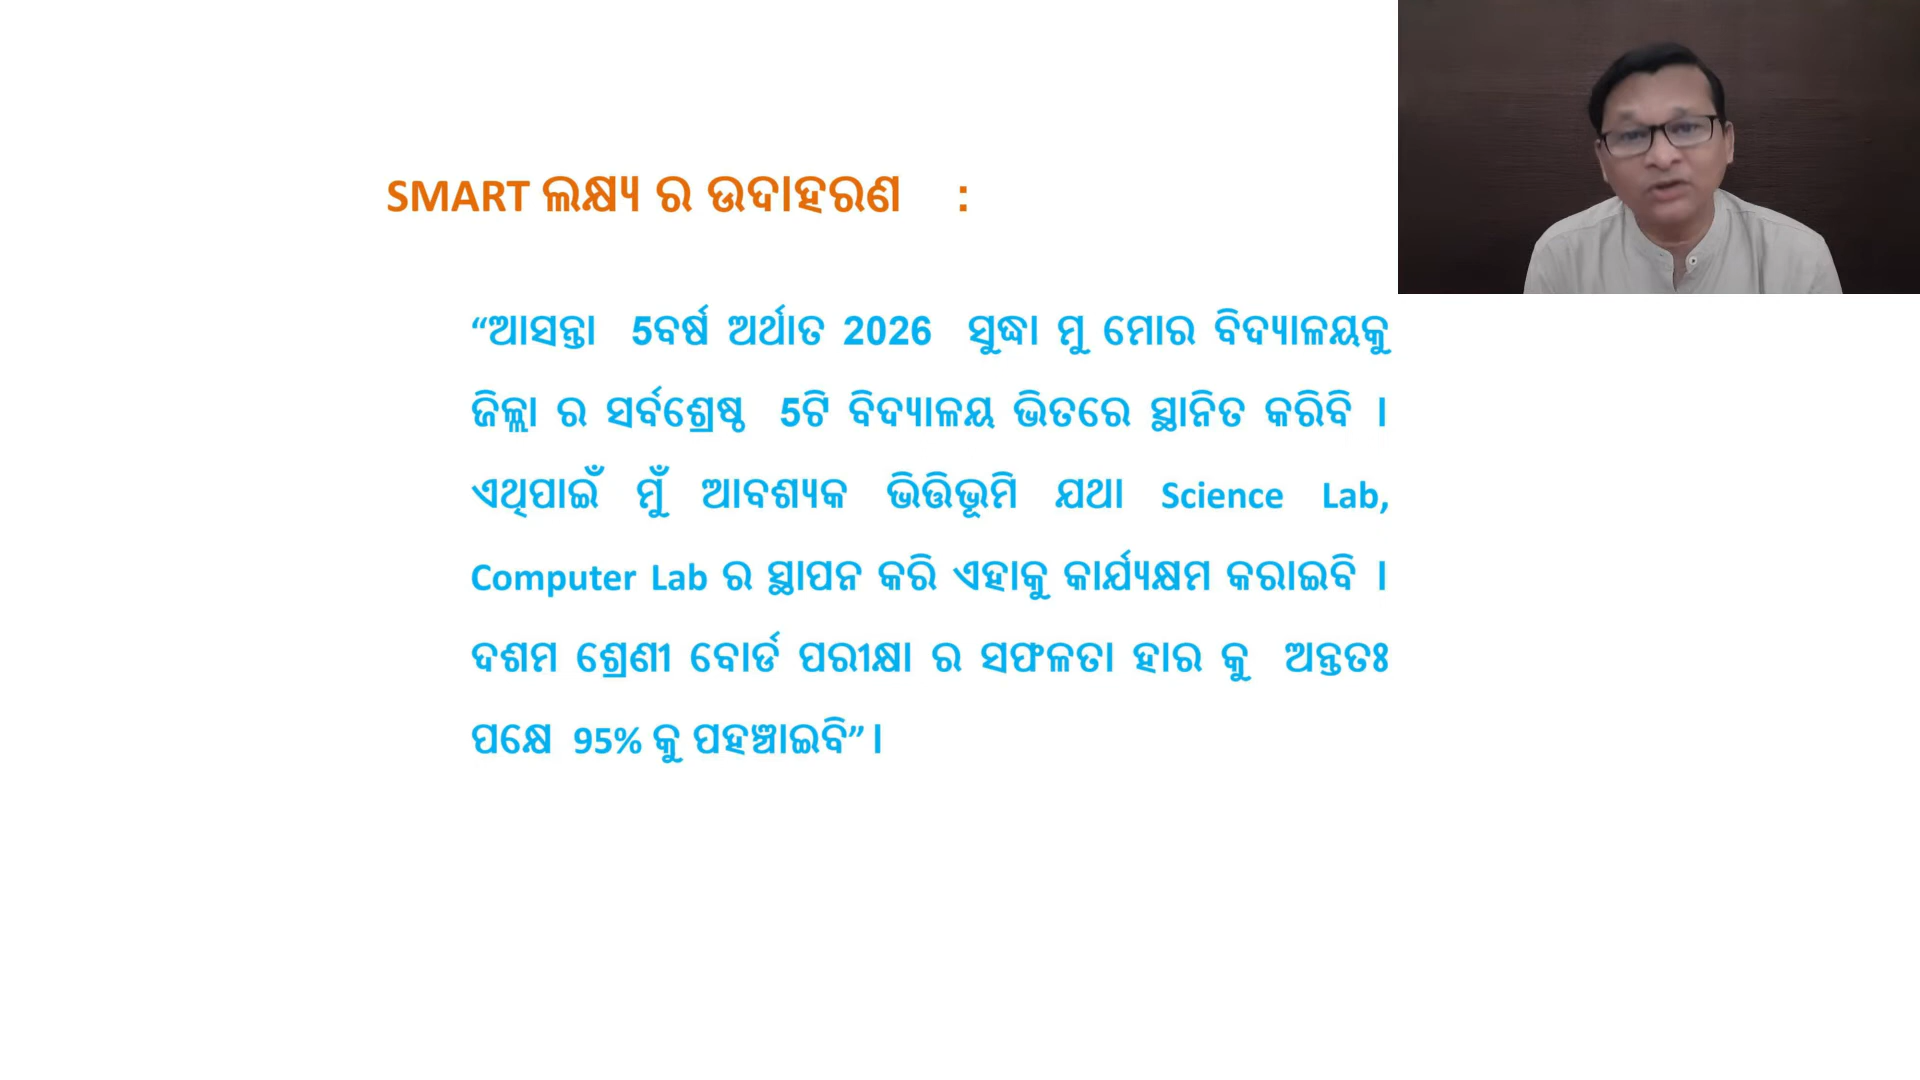 SMART ଲକ୍ଷ୍ୟ ର ଉଦାହରଣ :
“ଆସନ୍ତା 5ବର୍ଷ ଅର୍ଥାତ 2026 ସୁଦ୍ଧା ମୁ ମୋର ବିଦ୍ୟାଳୟକୁ
ଜିଲ୍ଲା ର ସର୍ବଶ୍ରେଷ୍ଠ 5ଟି ବିଦ୍ୟାଳୟ ଭିତରେ ସ୍ଥାନିତ କରିବି ।
ଏଥିପାଇଁ ମୁଁ ଆବଶ୍ୟକ ଭିତ୍ତିଭୂମି ଯଥା Science Lab,
Computer Lab ର ସ୍ଥାପନ କରି ଏହାକୁ କାର୍ଯ୍ୟକ୍ଷମ କରାଇବି ।
ଦଶମ ଶ୍ରେଣୀ ବୋର୍ଡ ପରୀକ୍ଷା ର ସଫଳତା ହାର କୁ ଅନ୍ତତଃ
ପକ୍ଷେ 95% କୁ ପହଞ୍ଚାଇବି” ।